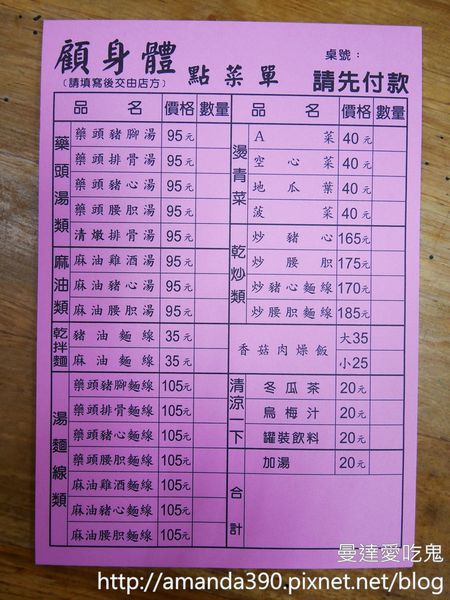 顧身體 點菜單
桌號：
(請填寫後交由店方)
請先付款
品名 價格 數量
藥頭湯類
藥頭豬腳湯 95元
藥頭排骨湯 95元
藥頭豬心湯 95元
藥頭腰胆湯 95元
清燉排骨湯 95元
麻油類
麻油雞酒湯 95元
麻油豬心湯 95元
麻油腰胆湯 95元
乾拌麵
豬油麵線 35元
麻油麵線 35元
湯麵線類
藥頭豬腳麵線 105元
藥頭排骨麵線 105元
藥頭豬心麵線 105元
藥頭腰胆麵線 105元
麻油雞酒麵線 105元
麻油豬心麵線 105元
麻油腰胆麵線 105元
品名 價格 數量
燙青菜
A菜 40元
空心菜 40元
地瓜葉 40元
菠菜 40元
乾炒類
炒豬心 165元
炒腰胆 175元
炒豬心麵線 170元
炒腰胆麵線 185元
香菇肉燥飯 大35
小25
清涼一下
冬瓜茶 20元
烏梅汁 20元
罐裝飲料 20元
加湯 20元
合計
曼達愛吃鬼
http://amanda390.pixnet.net/blog